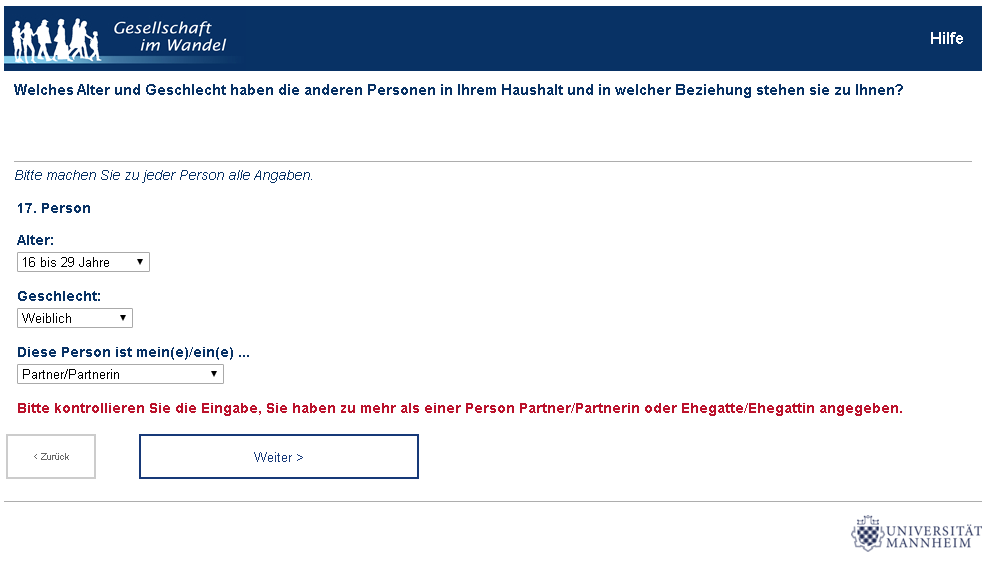 Gesellschaft
im Wandel
Hilfe
Welches Alter und Geschlecht haben die anderen Personen in Ihrem Haushalt und in welcher Beziehung stehen sie zu Ihnen?
Bitte machen Sie zu jeder Person alle Angaben.
17. Person
Alter:
16 bis 29 Jahre
Geschlecht:
Weiblich
Diese Person ist mein(e)/ein(e) ...
Partner/Partnerin
Bitte kontrollieren Sie die Eingabe, Sie haben zu mehr als einer Person Partner/Partnerin oder Ehegatte/Ehegattin angegeben.
< Zurück
Weiter >
UNIVERSITÄT
MANNHEIM